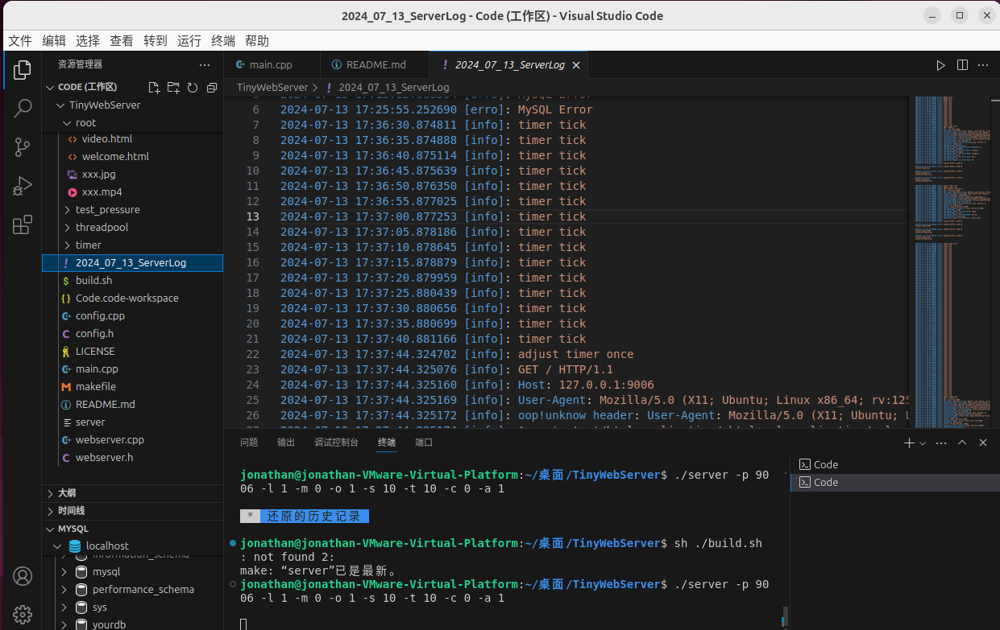 2024_07_13_ServerLog - Code (工作区) - Visual Studio Code
文件 编辑 选择 查看 转到 运行 终端 帮助
资源管理器
CODE (工作区)
TinyWebServer
root
video.html
welcome.html
xxx.jpg
xxx.mp4
test_pressure
threadpool
timer
2024_07_13_ServerLog
build.sh
Code.code-workspace
config.cpp
config.h
LICENSE
main.cpp
makefile
README.md
server
webserver.cpp
webserver.h
大纲
时间线
MYSQL
localhost
information_schema
mysql
performance_schema
sys
yourdb
main.cpp README.md 2024_07_13_ServerLog
TinyWebServer > 2024_07_13_ServerLog
6 2024-07-13 17:25:55.252690 [erro]: MySQL Error
7 2024-07-13 17:36:30.874811 [info]: timer tick
8 2024-07-13 17:36:35.874888 [info]: timer tick
9 2024-07-13 17:36:40.875114 [info]: timer tick
10 2024-07-13 17:36:45.875639 [info]: timer tick
11 2024-07-13 17:36:50.876350 [info]: timer tick
12 2024-07-13 17:36:55.877025 [info]: timer tick
13 2024-07-13 17:37:00.877253 [info]: timer tick
14 2024-07-13 17:37:05.878186 [info]: timer tick
15 2024-07-13 17:37:10.878645 [info]: timer tick
16 2024-07-13 17:37:15.878879 [info]: timer tick
17 2024-07-13 17:37:20.879959 [info]: timer tick
18 2024-07-13 17:37:25.880439 [info]: timer tick
19 2024-07-13 17:37:30.880656 [info]: timer tick
20 2024-07-13 17:37:35.880699 [info]: timer tick
21 2024-07-13 17:37:40.881166 [info]: timer tick
22 2024-07-13 17:37:44.324702 [info]: adjust timer once
23 2024-07-13 17:37:44.325076 [info]: GET / HTTP/1.1
24 2024-07-13 17:37:44.325160 [info]: Host: 127.0.0.1:9006
25 2024-07-13 17:37:44.325169 [info]: User-Agent: Mozilla/5.0 (X11; Ubuntu; Linux x86_64; rv:125
26 2024-07-13 17:37:44.325172 [info]: oop!unknow header: User-Agent: Mozilla/5.0 (X11; Ubuntu; L
问题 输出 调试控制台 终端 端口
jonathan@jonathan-VMware-Virtual-Platform:~/桌面/TinyWebServer$ ./server -p 90
06 -l 1 -m 0 -o 1 -s 10 -t 10 -c 0 -a 1
* 还原的历史记录
jonathan@jonathan-VMware-Virtual-Platform:~/桌面/TinyWebServer$ sh ./build.sh
: not found 2:
make: “server”已是最新。
jonathan@jonathan-VMware-Virtual-Platform:~/桌面/TinyWebServer$ ./server -p 90
06 -l 1 -m 0 -o 1 -s 10 -t 10 -c 0 -a 1
Code
Code